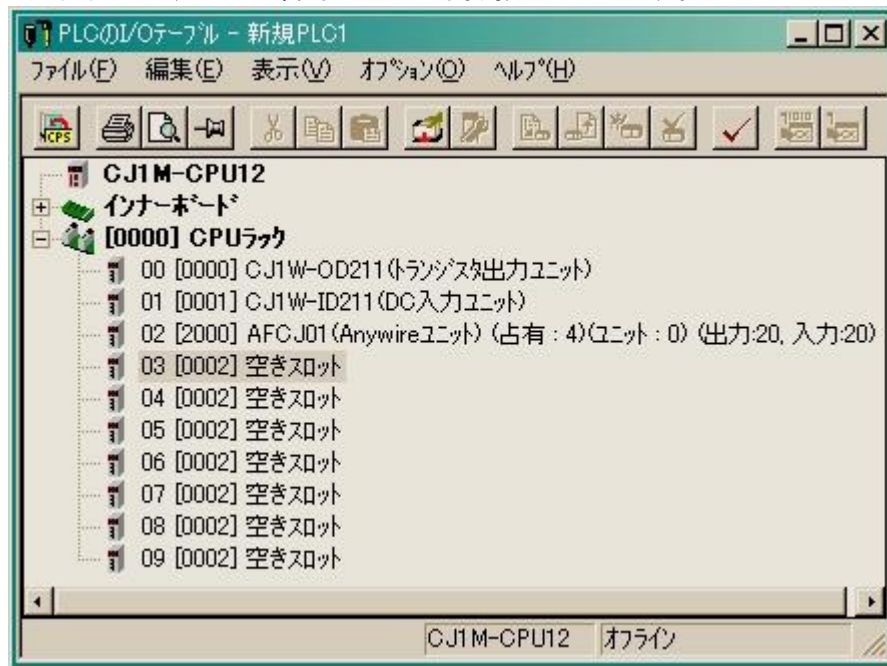 PLCのI/Oテーブル - 新規PLC1
ファイル(F) 編集(E) 表示(V) オプション(O) ヘルプ(H)
CPS
CJ1M-CPU12
インナーボード
[0000] CPUラック
00 [0000] CJ1W-OD211(トランジスタ出力ユニット)
01 [0001] CJ1W-ID211(DC入力ユニット)
02 [2000] AFCJ01(Anywireユニット) (占有 : 4)(ユニット : 0) (出力:20, 入力:20)
03 [0002] 空きスロット
04 [0002] 空きスロット
05 [0002] 空きスロット
06 [0002] 空きスロット
07 [0002] 空きスロット
08 [0002] 空きスロット
09 [0002] 空きスロット
CJ1M-CPU12 オフライン